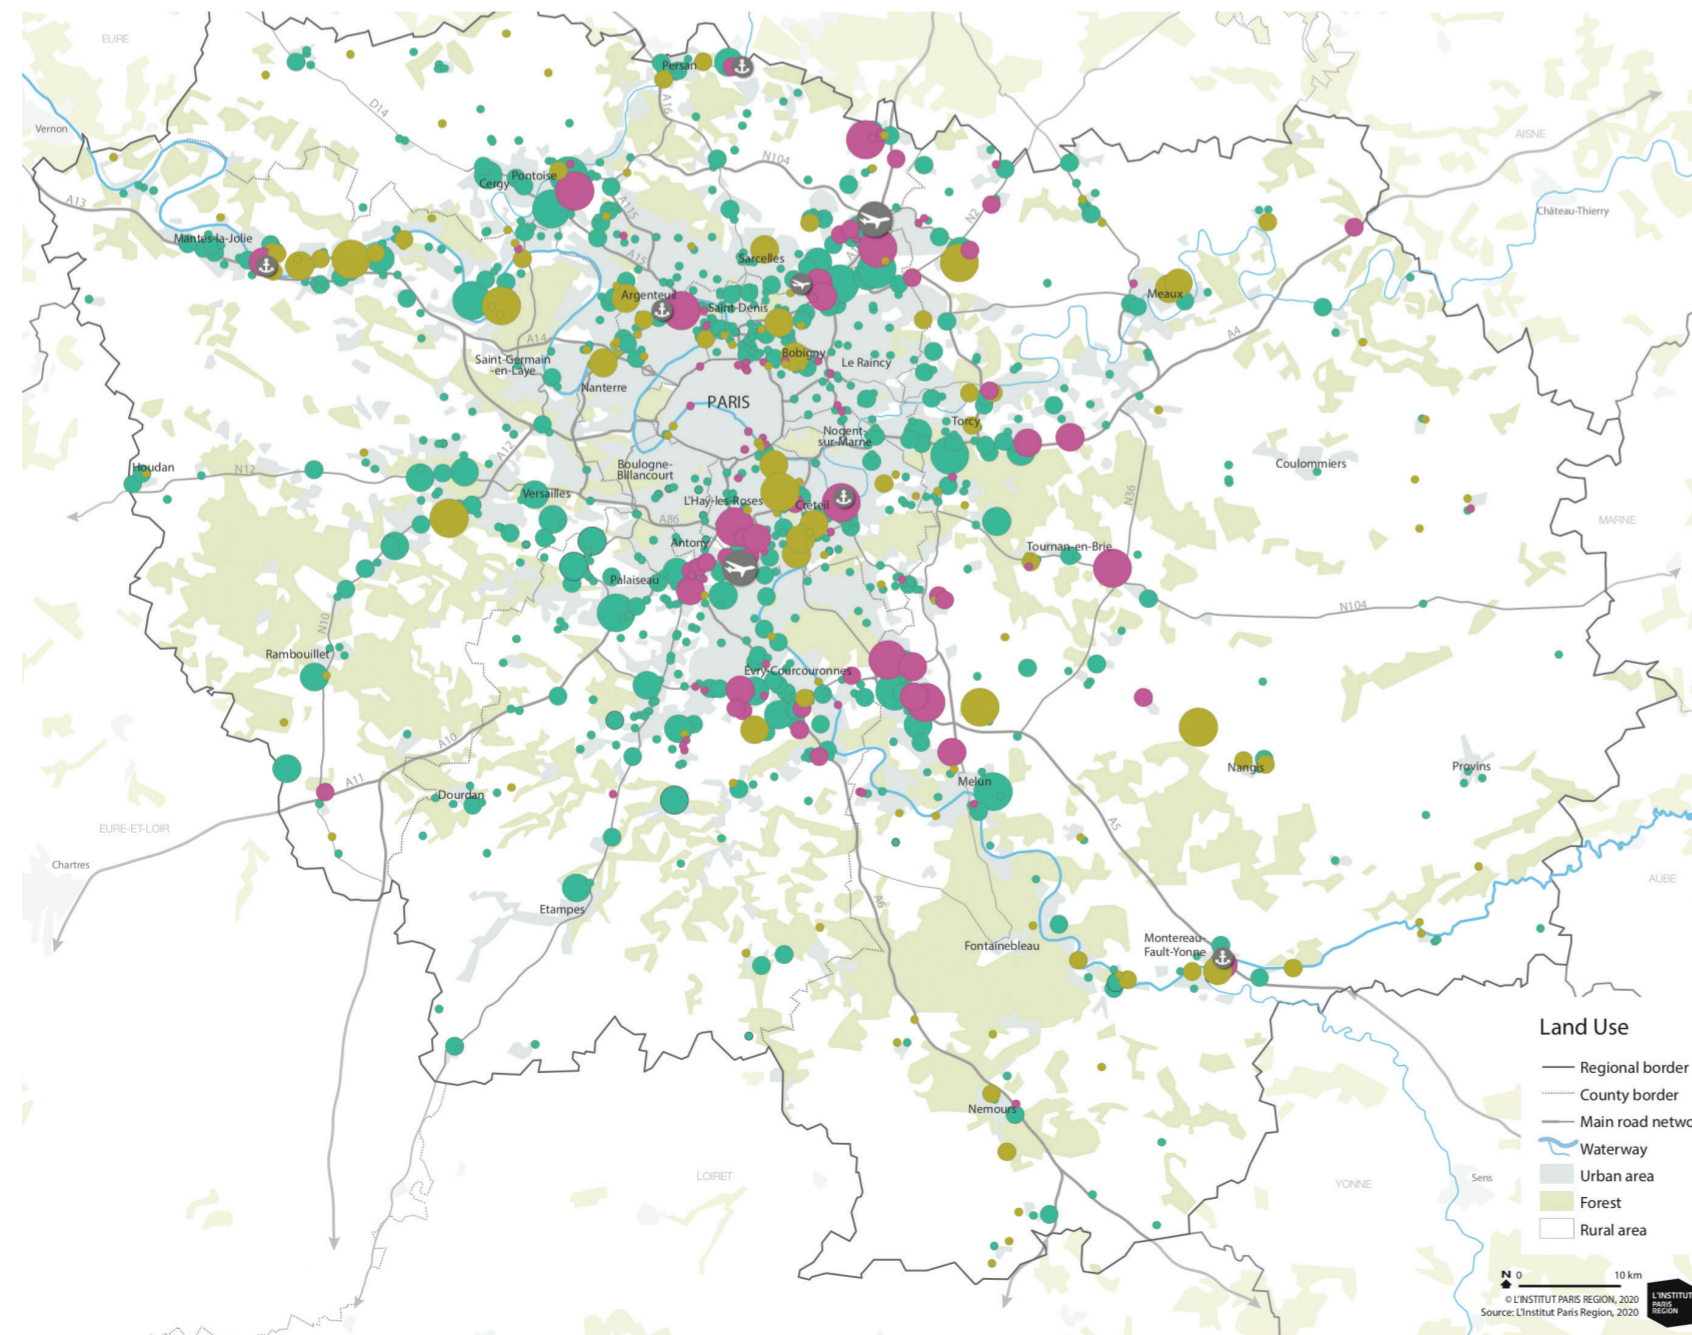 EURE
Vernon
D14
Persan
A16
A13
Mantes-la-Jolie
Cergy
Pontoise
A115
N104
N2
AISNE
Château-Thierry
A15
Sarcelles
Argenteuil
Saint-Denis
Meaux
A4
A14
Saint-Germain
-en-Laye
Nanterre
Bobigny
Le Raincy
PARIS
Torcy
Nogent-
sur-Marne
Houdan
N12
A12
Versailles
Boulogne-
Billancourt
L'Haÿ-les-Roses
Créteil
Coulommiers
N36
MARNE
A86
Antony
Palaiseau
Tournan-en-Brie
N104
N10
Rambouillet
Évry-Courcouronnes
A10
A11
Dourdan
Melun
Nangis
Provins
EURE-ET-LOIR
Chartres
A5
AUBE
Etampes
A6
Fontainebleau
Montereau-
Fault-Yonne
Nemours
LOIRET
YONNE
Sens
Land Use
Regional border
County border
Main road netwo
Waterway
Urban area
Forest
Rural area
N 0 10 km
© L'INSTITUT PARIS REGION, 2020
Source: L'Institut Paris Region, 2020
L'INSTITUT
PARIS
REGION